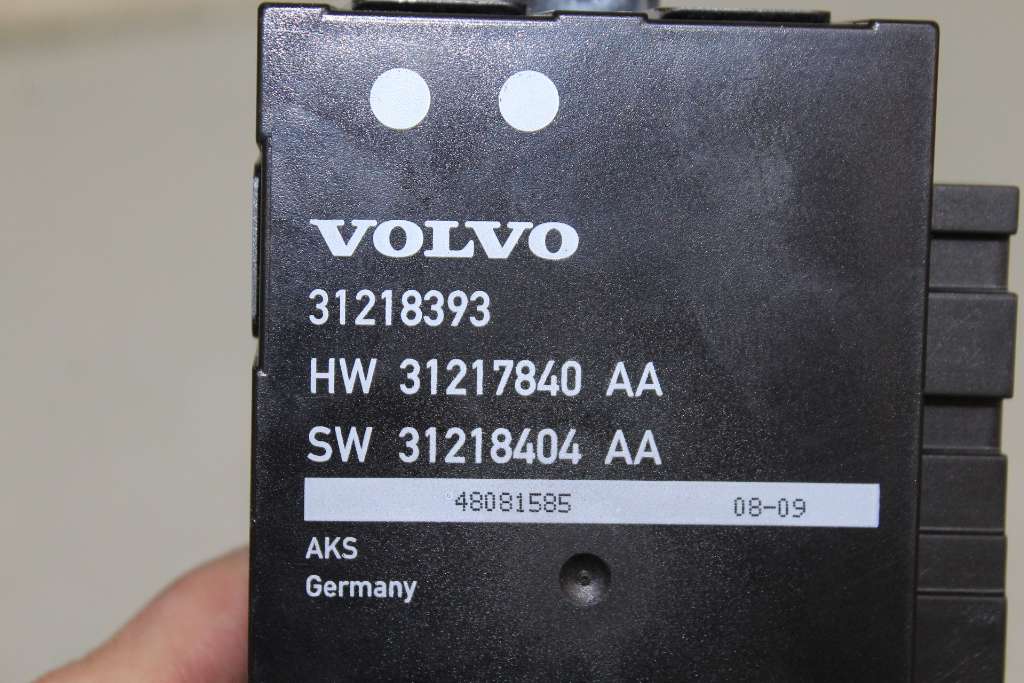 VOLVO
31218393
HW 31217840 AA
SW 31218404 AA
48081585 08-09
AKS
Germany